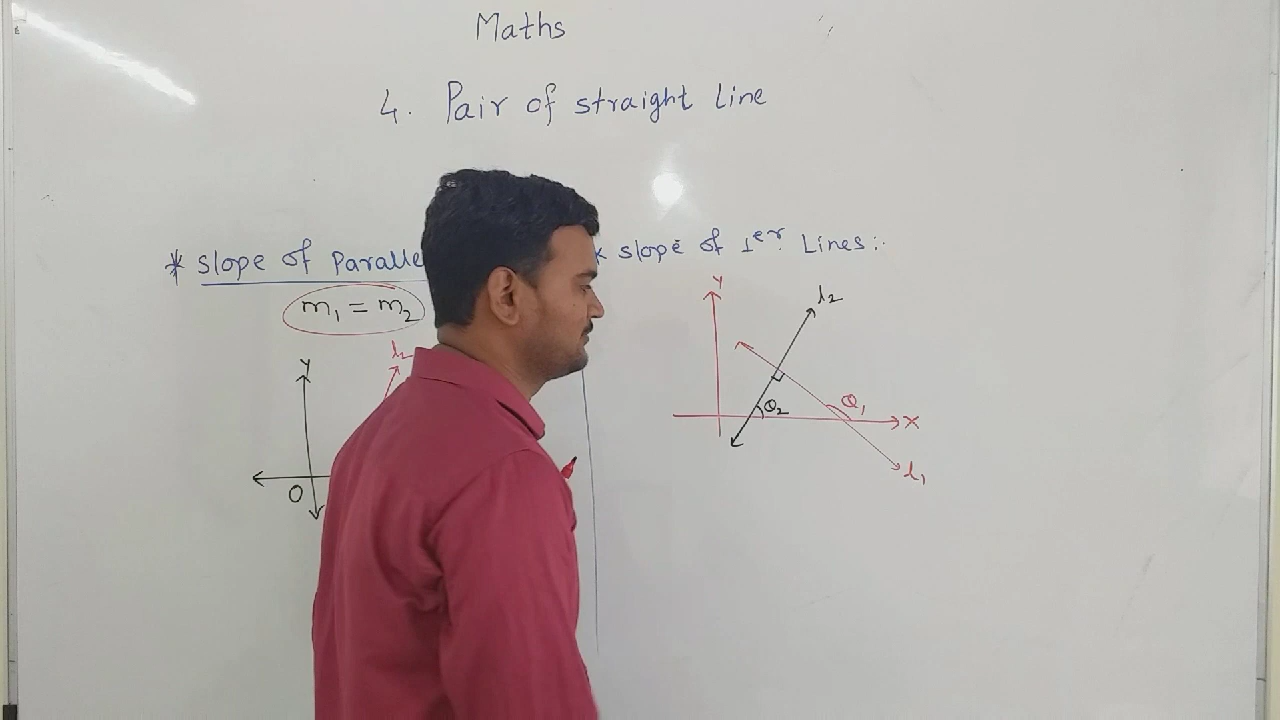 Maths
4. Pair of straight Line
* Slope of Paralle
m₁ = m₂
Y
l₂
O
* slope of ⊥er Lines :-
Y
l₂
θ₂
θ₁
X
l₁